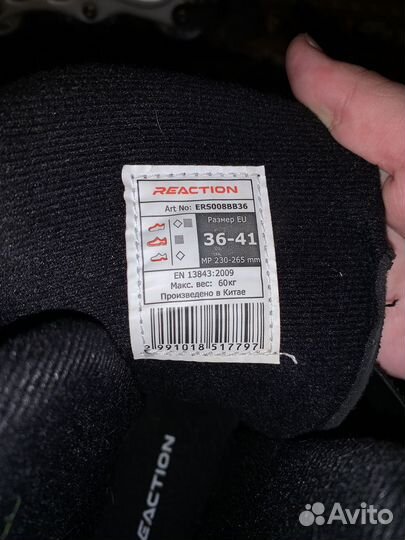 REACTION
Art No: ERS008BB36
Размер EU
36-41
MP 230-265 mm
EN 13843:2009
Макс. вес: 60кг
Произведено в Китае
2 991018 517797
REACTION
Avito